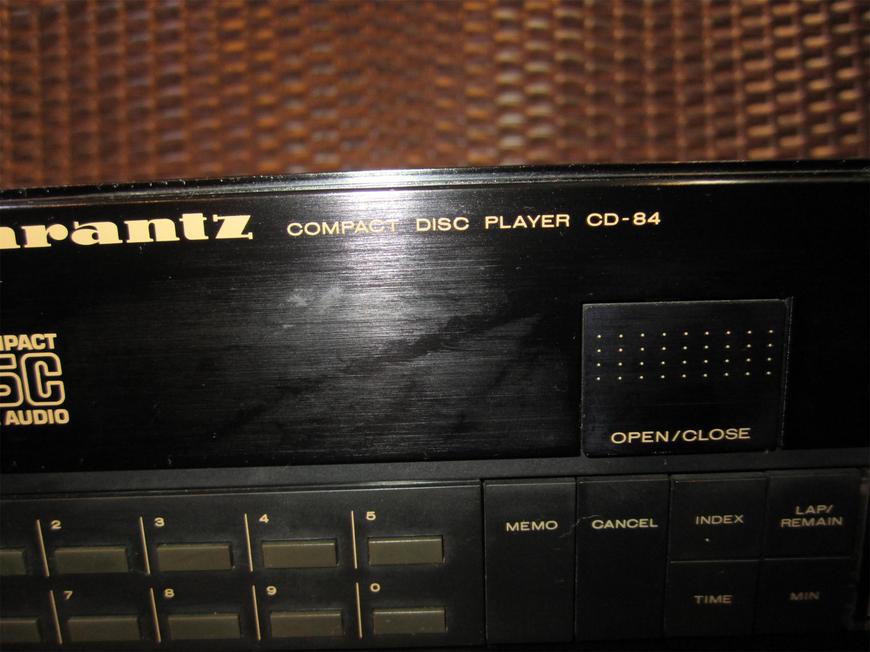 arantz COMPACT DISC PLAYER CD-84
MPACT
SC
AUDIO
OPEN/CLOSE
2 3 4 5
MEMO CANCEL INDEX LAP/
REMAIN
7 8 9 0
TIME MIN